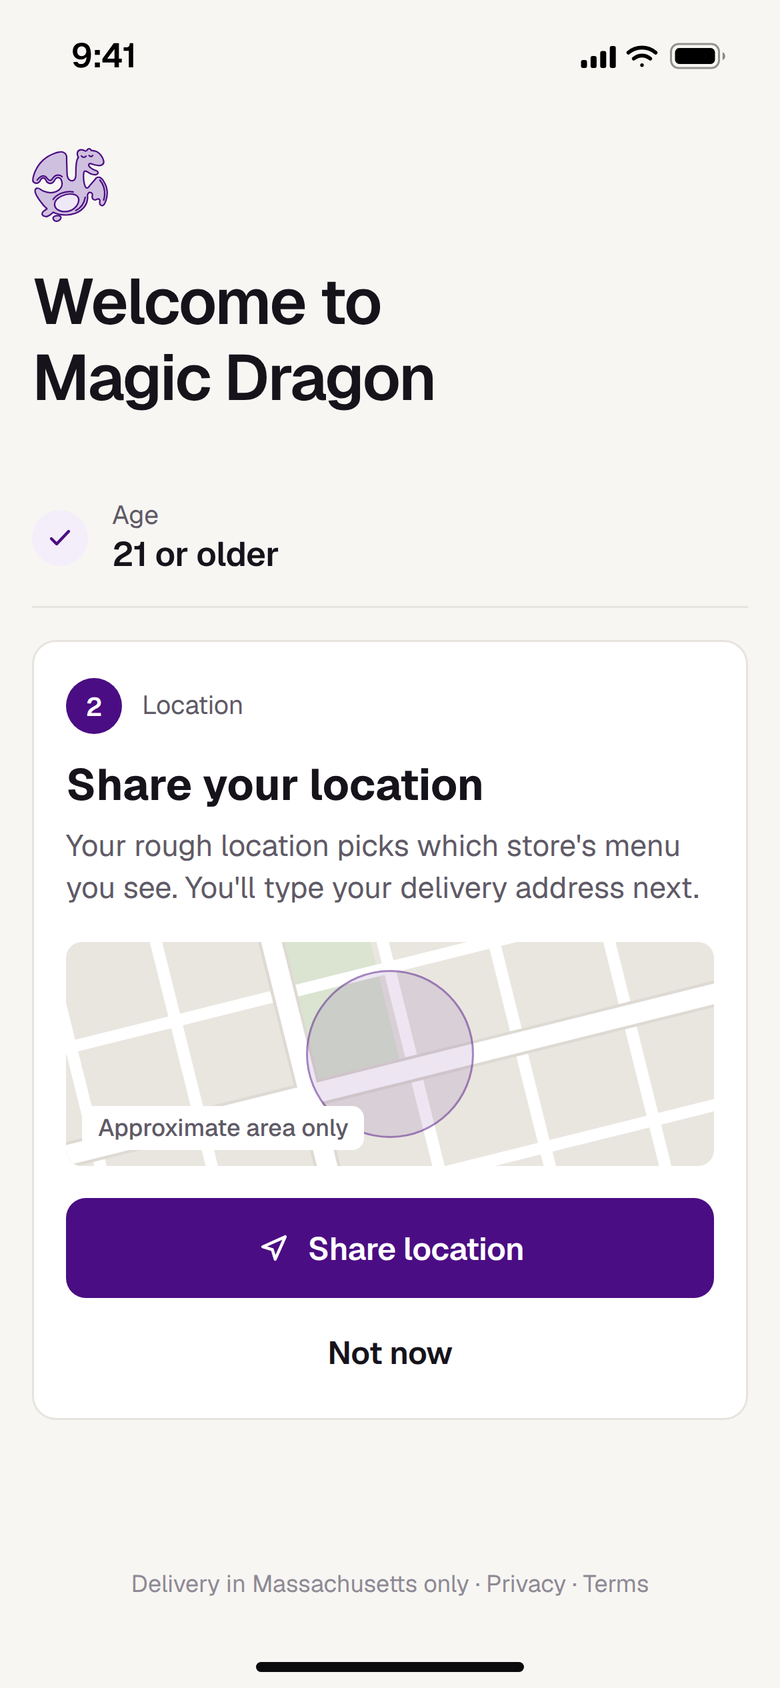 9:41
Welcome to
Magic Dragon
Age
21 or older
2
Location
Share your location
Your rough location picks which store's menu
you see. You'll type your delivery address next.
Approximate area only
Share location
Not now
Delivery in Massachusetts only · Privacy · Terms